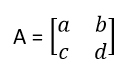 A = [a b
c d]